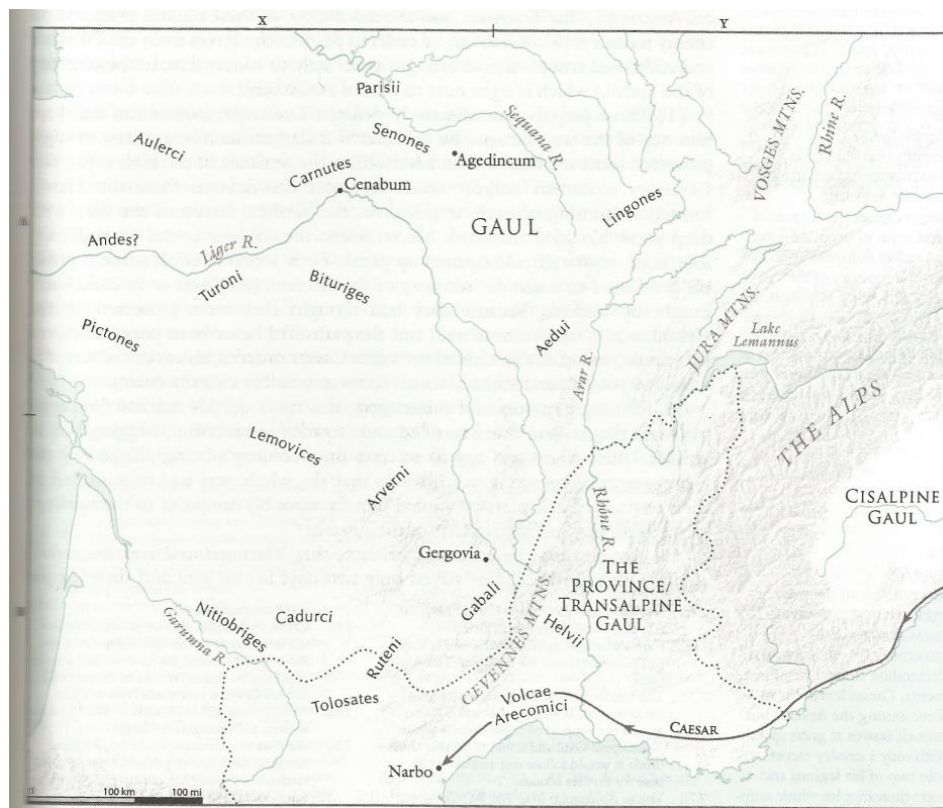 X
Y
Parisii
Sequana R.
VOSGES MTNS.
Rhine R.
Aulerci
Senones
Agedincum
Carnutes
Cenabum
Lingones
GAUL
Andes?
Liger R.
Turoni
Bituriges
Pictones
Aedui
Arar R.
JURA MTNS.
Lake
Lemannus
THE ALPS
Lemovices
Arverni
CISALPINE
GAUL
Rhône R.
Gergovia
THE
PROVINCE/
TRANSALPINE
GAUL
Gabali
CEVENNES MTNS.
Helvii
Nitiobriges
Cadurci
Garumna R.
Ruteni
Tolosates
Volcae
Arecomici
CAESAR
Narbo
100 km
100 mi